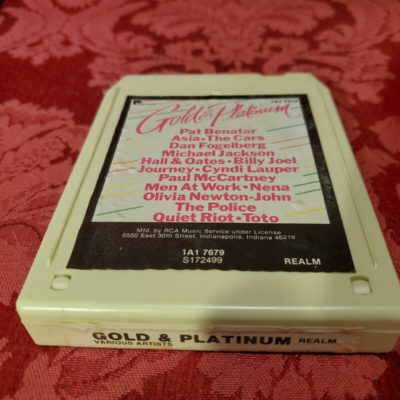 1A1 7679
Gold & Platinum
Pat Benatar
Asia • The Cars
Dan Fogelberg
Michael Jackson
Hall & Oates • Billy Joel
Journey • Cyndi Lauper
Paul McCartney
Men At Work • Nena
Olivia Newton-John
The Police
Quiet Riot • Toto
Mfd. by RCA Music Service under License
6550 East 30th Street, Indianapolis, Indiana 46219
1A1 7679
S172499
REALM
GOLD & PLATINUM REALM
VARIOUS ARTISTS